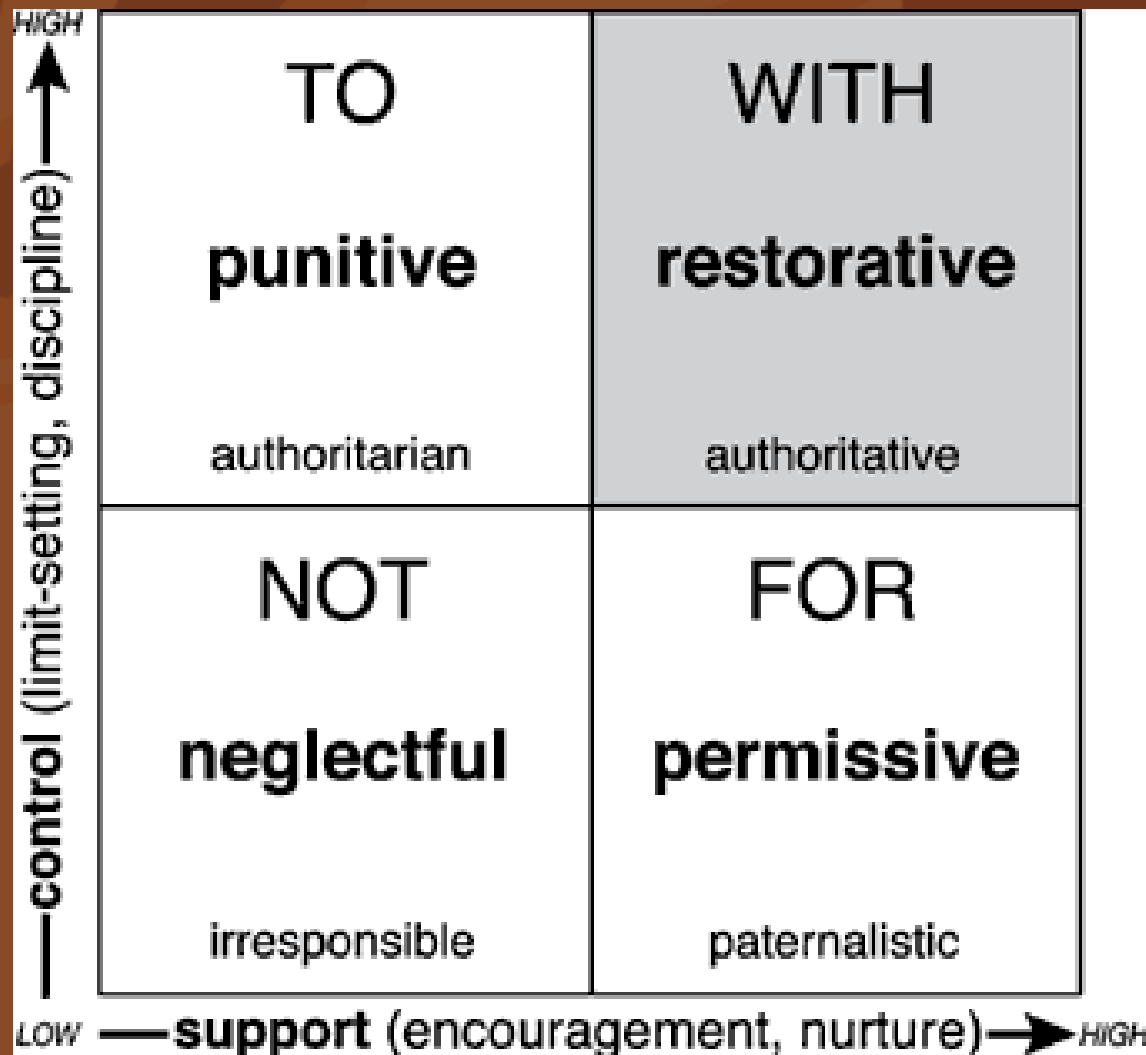 HIGH
control (limit-setting, discipline)
TO
punitive
authoritarian
WITH
restorative
authoritative
NOT
neglectful
irresponsible
FOR
permissive
paternalistic
LOW
support (encouragement, nurture)
HIGH